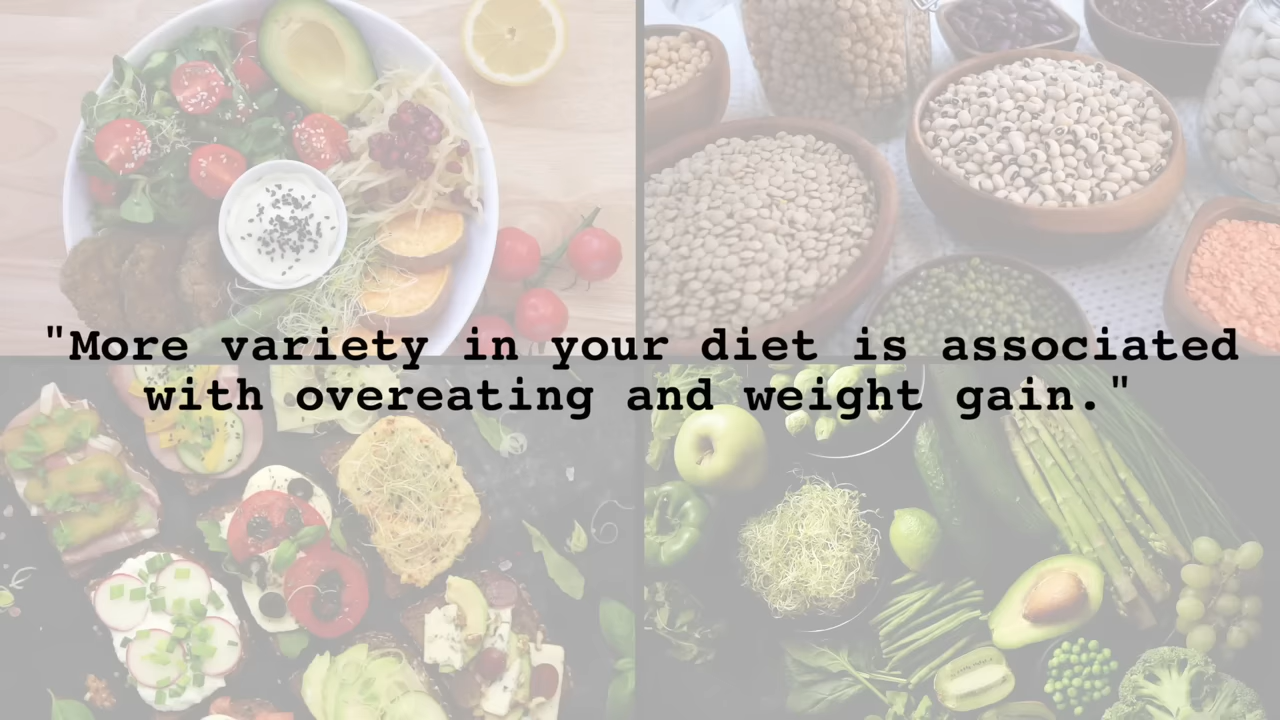 "More variety in your diet is associated
with overeating and weight gain."